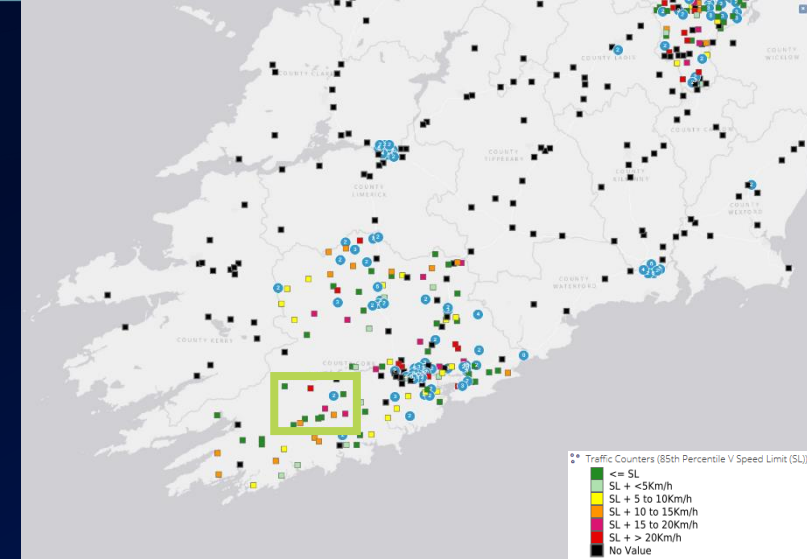 COUNTY CLARE
COUNTY LAOIS
COUNTY
WICKLOW
COUNTY
TIPPERARY
COUNTY
KILKENNY
COUNTY
LIMERICK
COUNTY
WEXFORD
COUNTY
WATERFORD
COUNTY KERRY
Traffic Counters (85th Percentile V Speed Limit (SL))
<= SL
SL + <5Km/h
SL + 5 to 10Km/h
SL + 10 to 15Km/h
SL + 15 to 20Km/h
SL + > 20Km/h
No Value